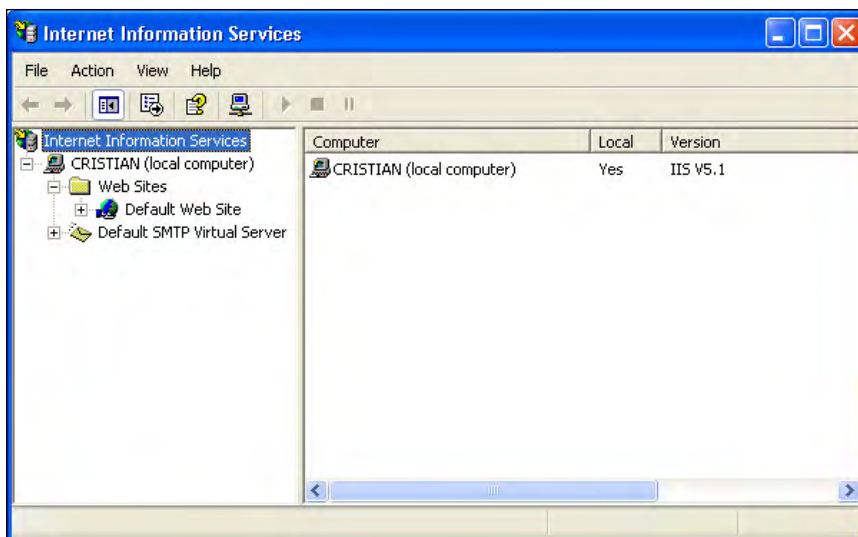 Internet Information Services
File Action View Help
Internet Information Services
CRISTIAN (local computer)
Web Sites
Default Web Site
Default SMTP Virtual Server
Computer Local Version
CRISTIAN (local computer) Yes IIS V5.1